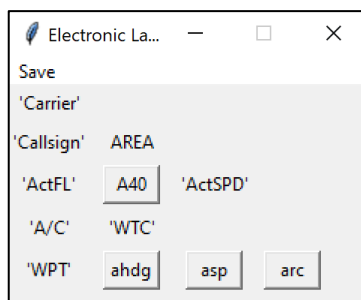 Electronic La...
Save
'Carrier'
'Callsign' AREA
'ActFL' A40 'ActSPD'
'A/C' 'WTC'
'WPT' ahdg asp arc